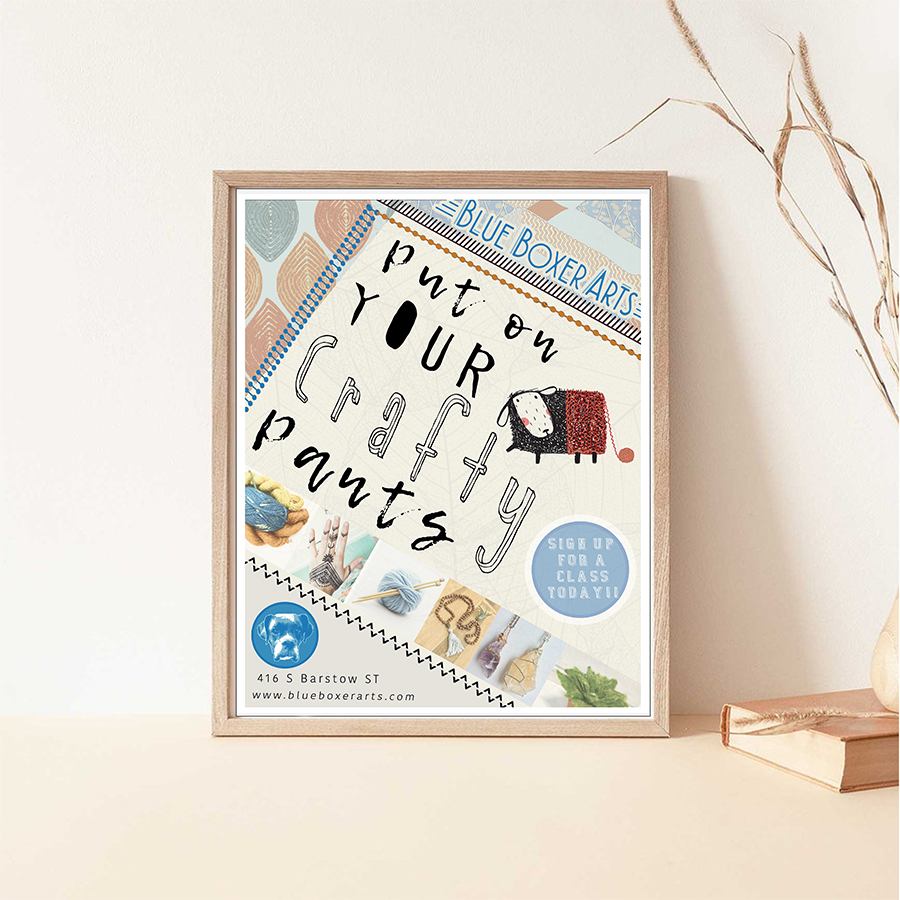 BLUE BOXER ARTS
put on
YOUR
Crafty
pants
SIGN UP
FOR A
CLASS
TODAY!!
416 S Barstow ST
www.blueboxerarts.com